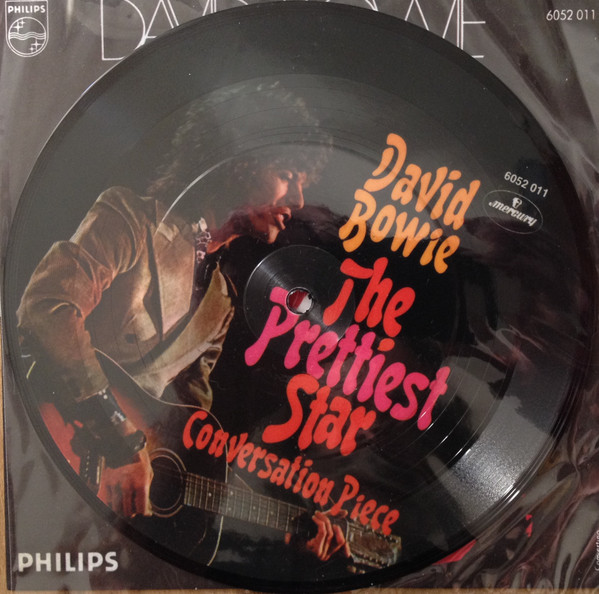 PHILIPS
DAVID BOWIE
6052 011
David
Bowie
6052 011
mercury
The
Prettiest
Star
Conversation Piece
PHILIPS